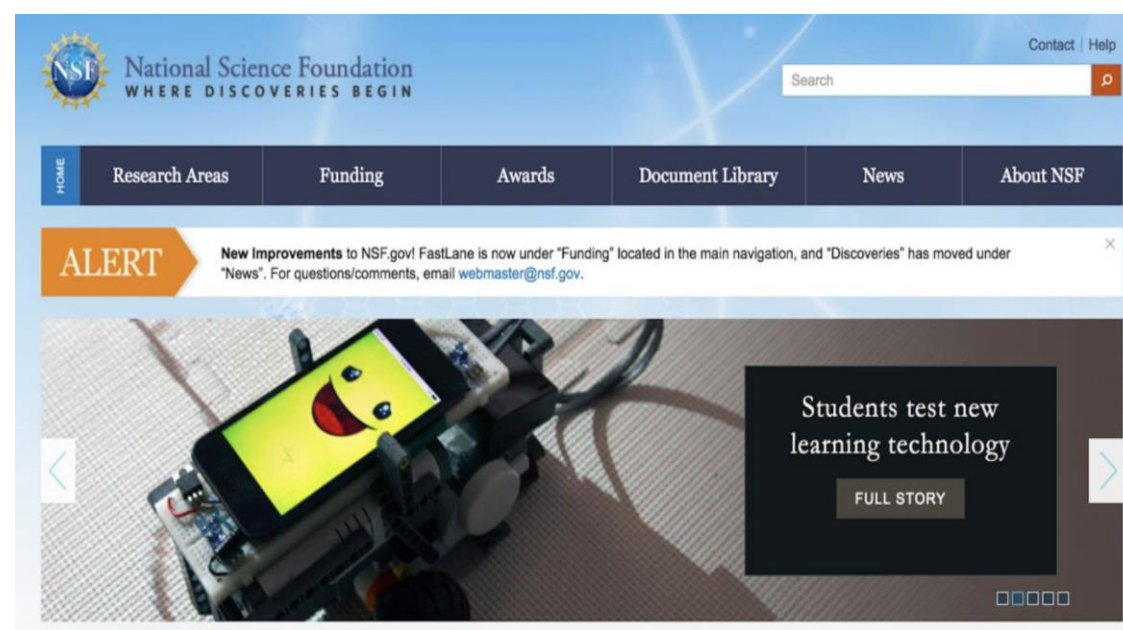 NSF
National Science Foundation
WHERE DISCOVERIES BEGIN
Contact | Help
Search
HOME
Research Areas
Funding
Awards
Document Library
News
About NSF
ALERT
New Improvements to NSF.gov! FastLane is now under "Funding" located in the main navigation, and "Discoveries" has moved under
"News". For questions/comments, email webmaster@nsf.gov.
Students test new
learning technology
FULL STORY